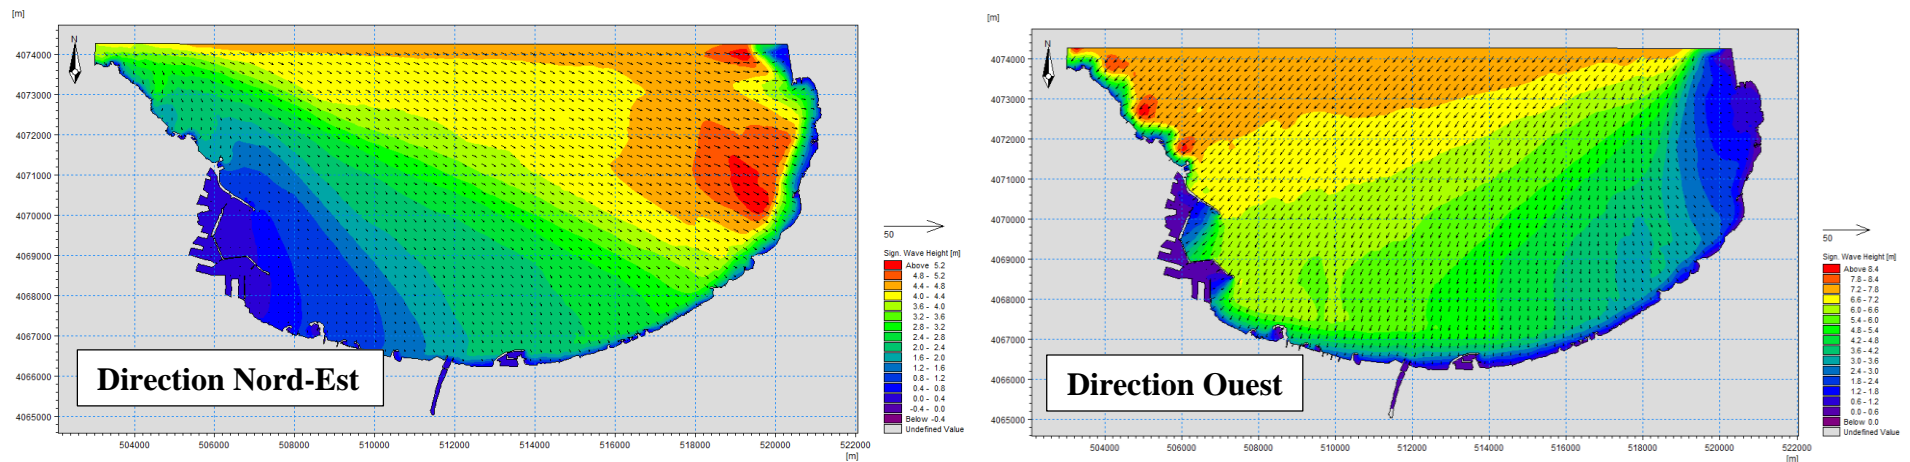 [m]
N
4074000
4073000
4072000
4071000
4070000
4069000
4068000
4067000
4066000
4065000
504000
506000
508000
510000
512000
514000
516000
518000
520000
522000
[m]
Direction Nord-Est
50
Sign. Wave Height [m]
Above 5.2
4.8 - 5.2
4.4 - 4.8
4.0 - 4.4
3.6 - 4.0
3.2 - 3.6
2.8 - 3.2
2.4 - 2.8
2.0 - 2.4
1.6 - 2.0
1.2 - 1.6
0.8 - 1.2
0.4 - 0.8
0.0 - 0.4
-0.4 - 0.0
Below -0.4
Undefined Value
[m]
N
4074000
4073000
4072000
4071000
4070000
4069000
4068000
4067000
4066000
4065000
504000
506000
508000
510000
512000
514000
516000
518000
520000
522000
[m]
Direction Ouest
50
Sign. Wave Height [m]
Above 8.4
7.8 - 8.4
7.2 - 7.8
6.6 - 7.2
6.0 - 6.6
5.4 - 6.0
4.8 - 5.4
4.2 - 4.8
3.6 - 4.2
3.0 - 3.6
2.4 - 3.0
1.8 - 2.4
1.2 - 1.8
0.6 - 1.2
0.0 - 0.6
Below 0.0
Undefined Value